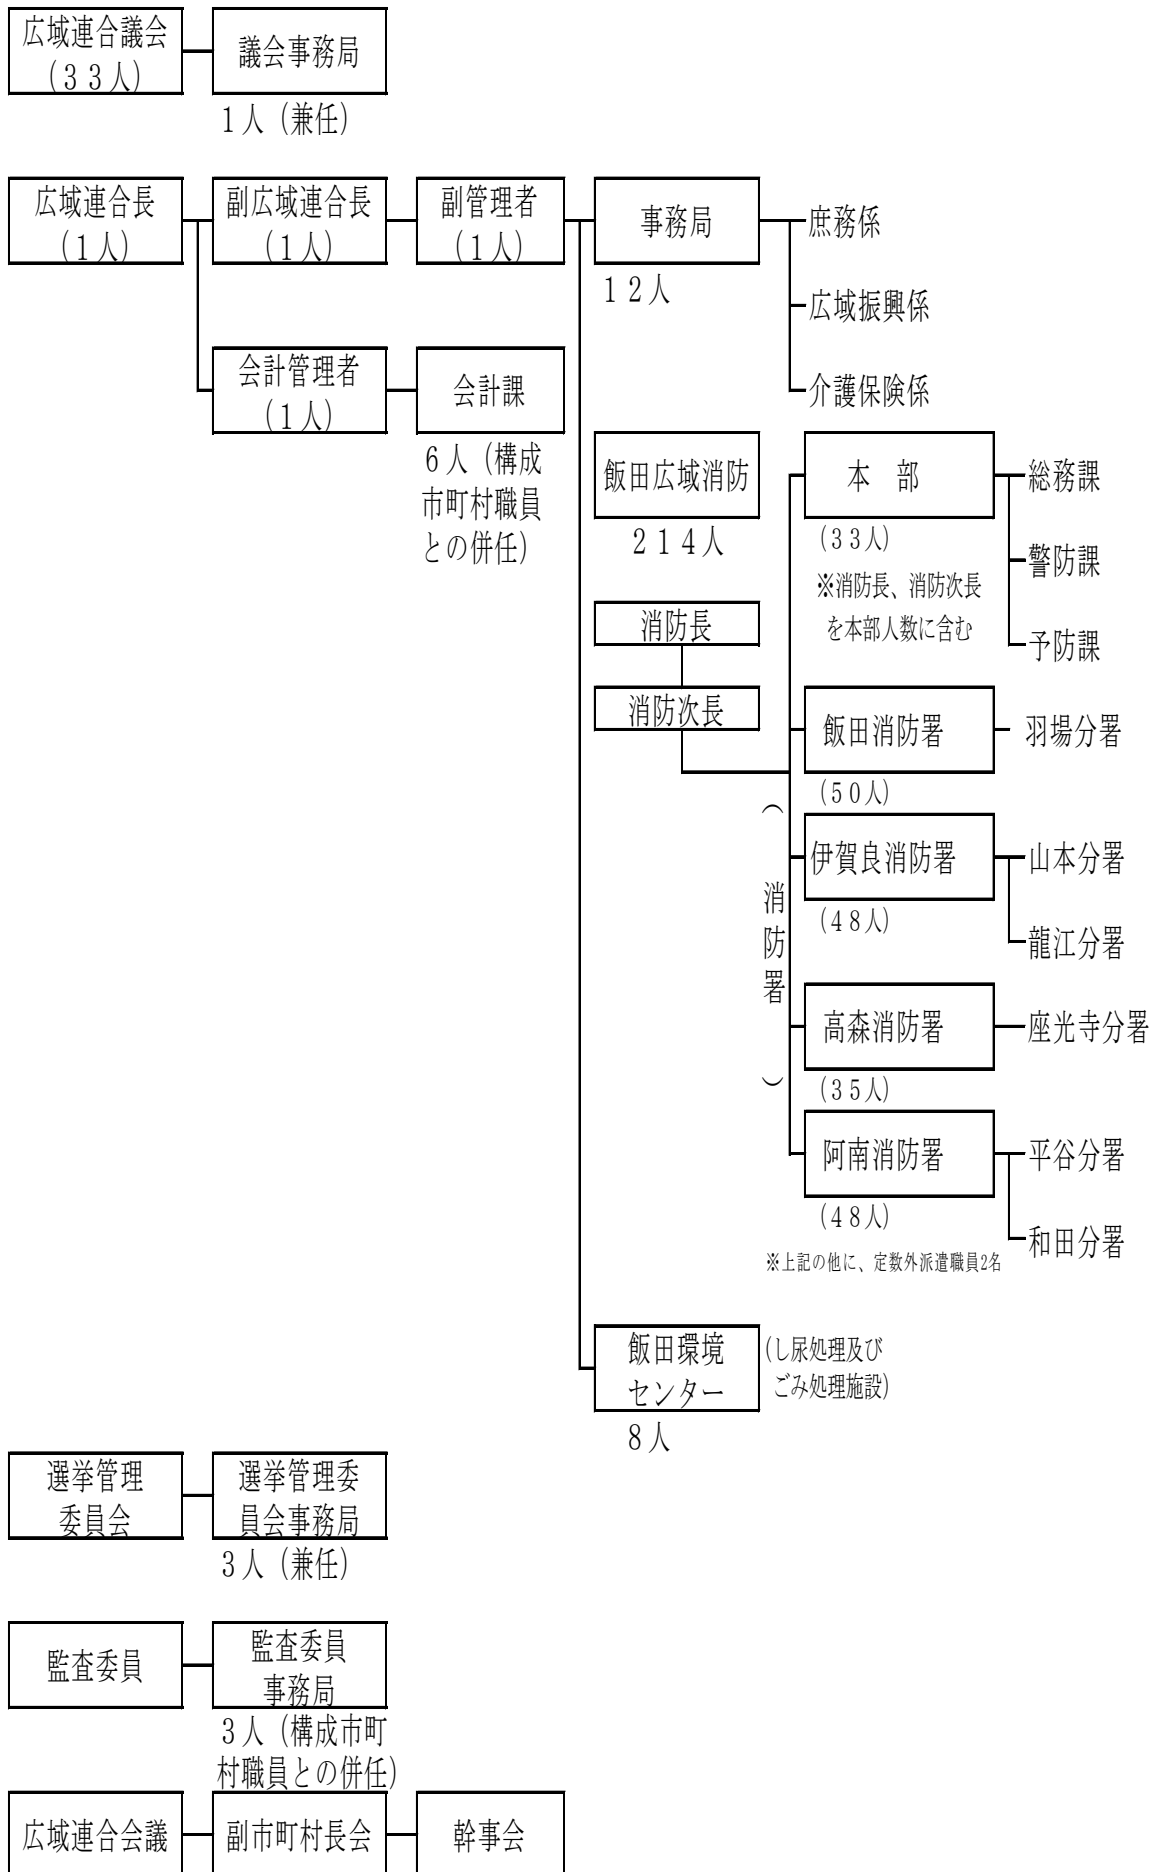 広域連合議会
(３３人)
議会事務局
１人（兼任）
広域連合長
(１人)
副広域連合長
(１人)
副管理者
(１人)
事務局
１２人
庶務係
広域振興係
介護保険係
会計管理者
(１人)
会計課
６人（構成
市町村職員
との併任）
飯田広域消防
２１４人
消防長
消防次長
本　部
(３３人)
※消防長、消防次長
を本部人数に含む
総務課
警防課
予防課
（消防署）
飯田消防署
(５０人)
羽場分署
伊賀良消防署
(４８人)
山本分署
龍江分署
高森消防署
(３５人)
座光寺分署
阿南消防署
(４８人)
平谷分署
和田分署
※上記の他に、定数外派遣職員2名
飯田環境
センター
８人
(し尿処理及び
ごみ処理施設)
選挙管理
委員会
選挙管理委
員会事務局
３人（兼任）
監査委員
監査委員
事務局
３人（構成市町
村職員との併任）
広域連合会議
副市町村長会
幹事会